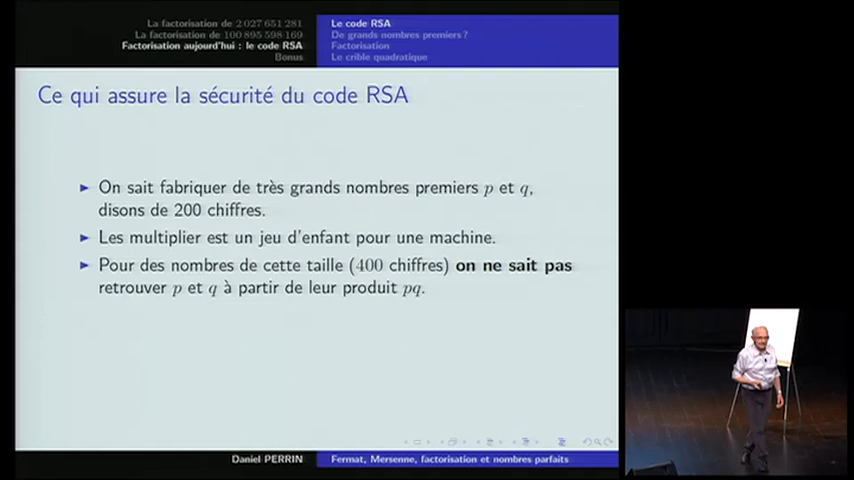 La factorisation de 2 027 651 281
La factorisation de 100 895 598 169
Factorisation aujourd'hui : le code RSA
Bonus
Le code RSA
De grands nombres premiers ?
Factorisation
Le crible quadratique
Ce qui assure la sécurité du code RSA
► On sait fabriquer de très grands nombres premiers p et q,
disons de 200 chiffres.
► Les multiplier est un jeu d'enfant pour une machine.
► Pour des nombres de cette taille (400 chiffres) on ne sait pas
retrouver p et q à partir de leur produit pq.
Daniel PERRIN
Fermat, Mersenne, factorisation et nombres parfaits